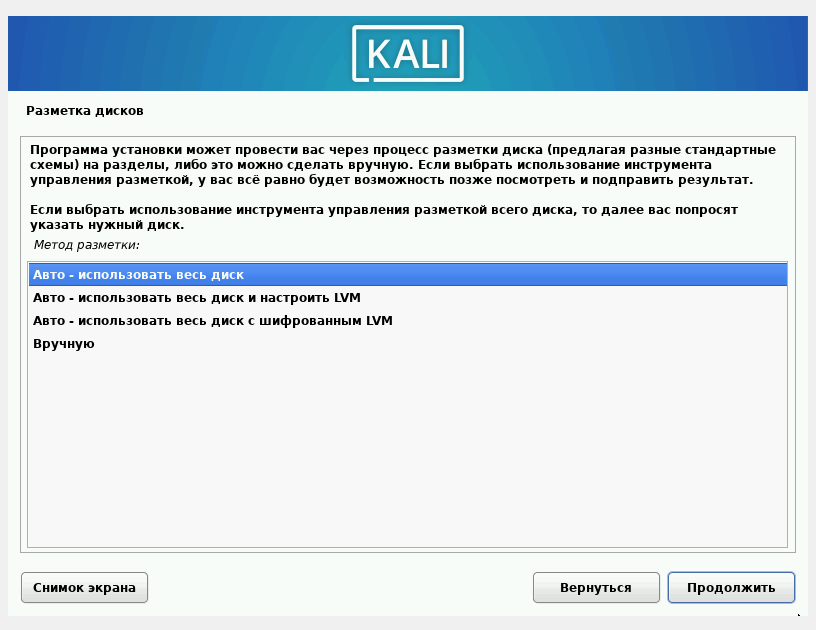 KALI
Разметка дисков
Программа установки может провести вас через процесс разметки диска (предлагая разные стандартные
схемы) на разделы, либо это можно сделать вручную. Если выбрать использование инструмента
управления разметкой, у вас всё равно будет возможность позже посмотреть и подправить результат.
Если выбрать использование инструмента управления разметкой всего диска, то далее вас попросят
указать нужный диск.
Метод разметки:
Авто - использовать весь диск
Авто - использовать весь диск и настроить LVM
Авто - использовать весь диск с шифрованным LVM
Вручную
Снимок экрана Вернуться Продолжить